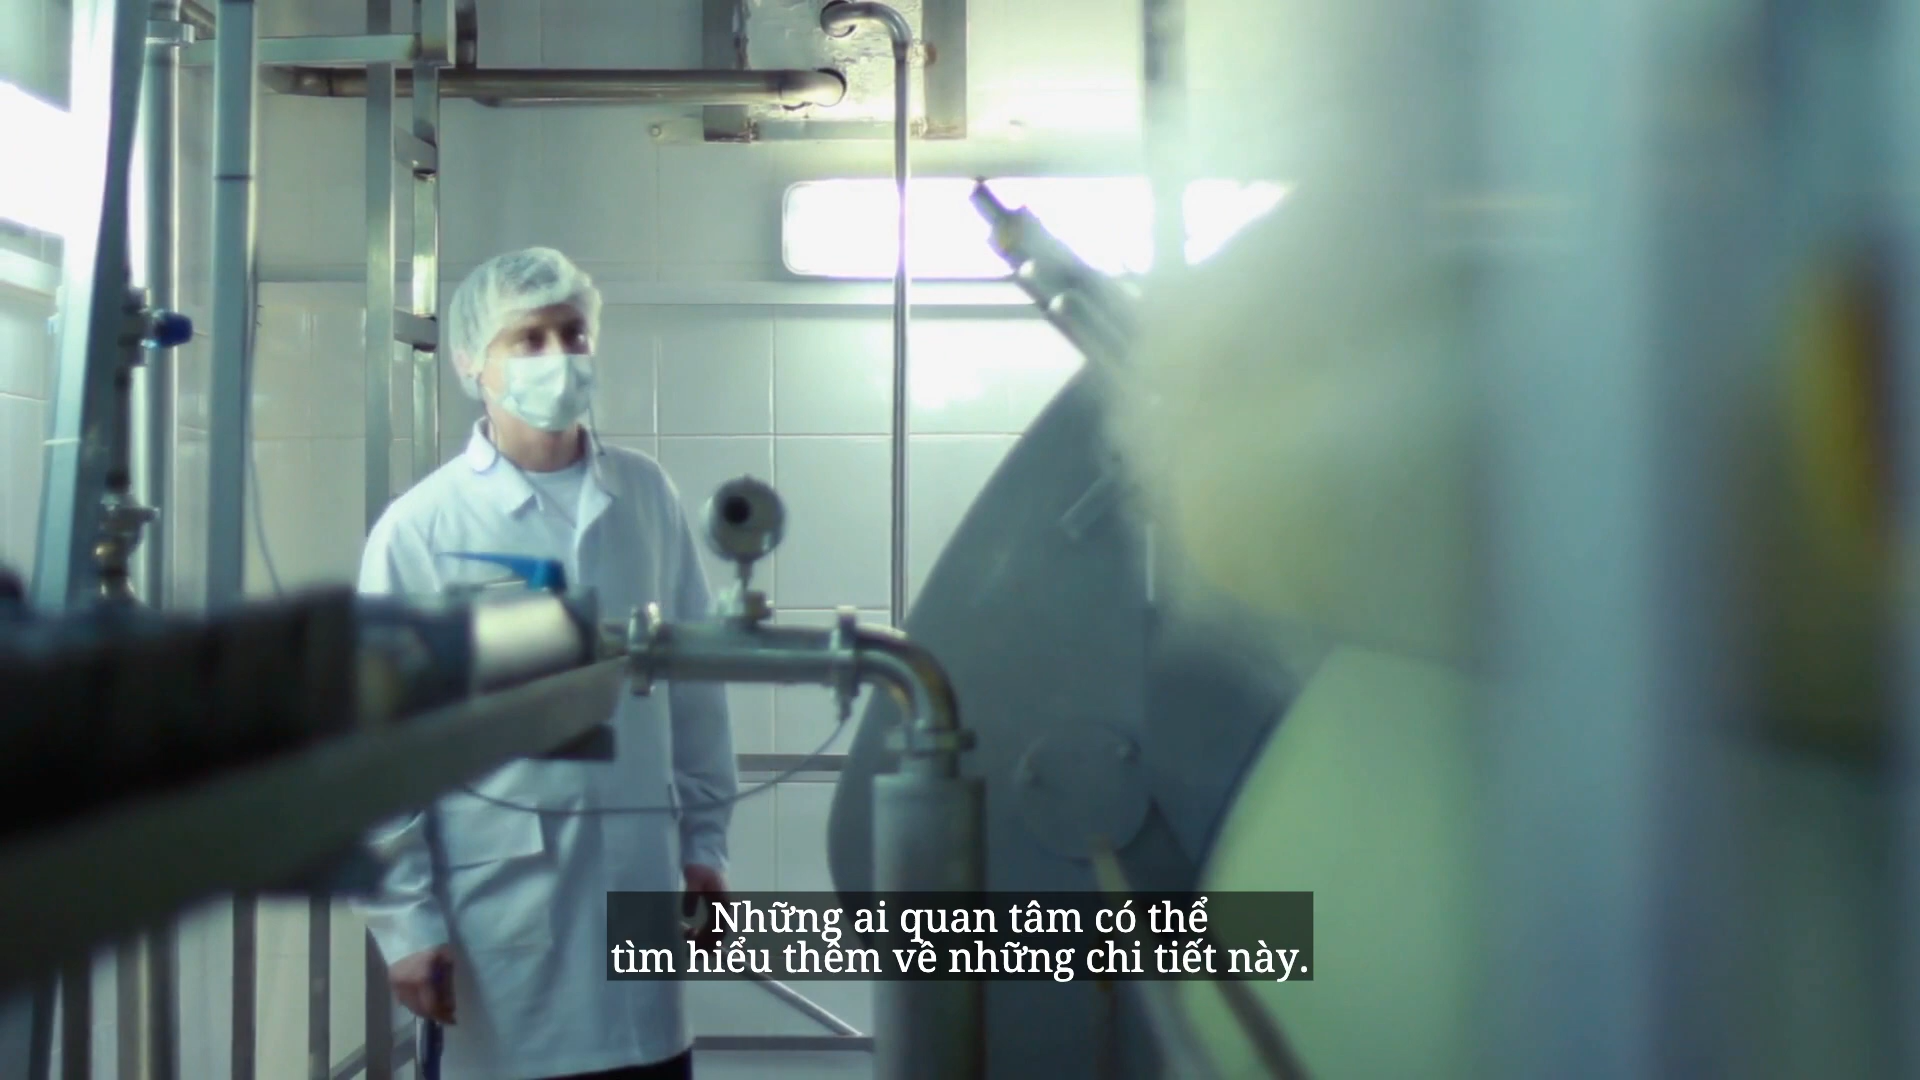 Những ai quan tâm có thể
tìm hiểu thêm về những chi tiết này.